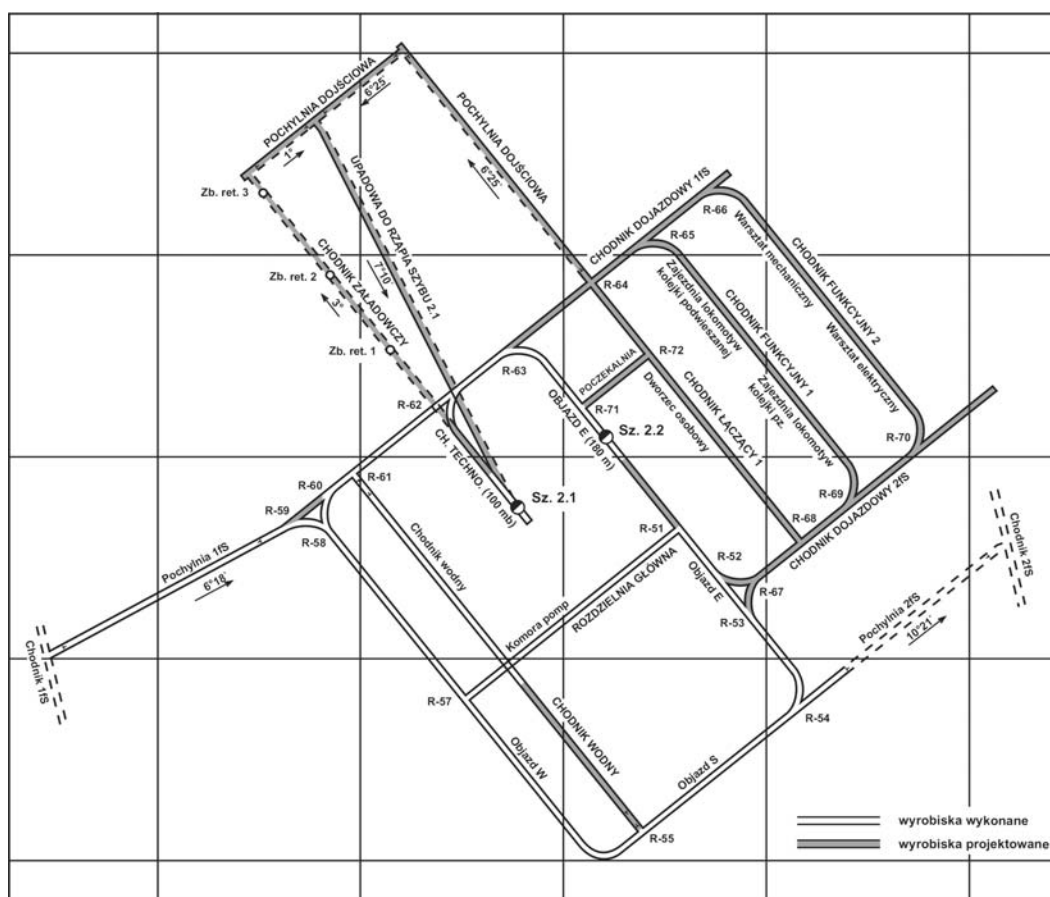 POCHYLNIA DOJŚCIOWA
6°25`
1°
Zb. ret. 3
UPADOWA DO RZĄPIA SZYBU 2.1
7°10`
POCHYLNIA DOJŚCIOWA
6°25`
CHODNIK DOJAZDOWY 1fS
R-66
R-65
Warsztat mechaniczny
CHODNIK FUNKCYJNY 2
Zb. ret. 2
CHODNIK ZAŁADOWCZY
3°
R-64
Zajezdnia lokomotyw
kolejki podwieszanej
CHODNIK FUNKCYJNY 1
Warsztat elektryczny
Zb. ret. 1
R-63
POCZEKALNIA
R-72
Dworzec osobowy
CHODNIK ŁĄCZĄCY 1
Zajezdnia lokomotyw
kolejki pz.
R-62
R-71
OBJAZD E (180 m)
Sz. 2.2
CH. TECHNO. (100 mb)
R-70
R-61
R-60
Sz. 2.1
R-69
R-59
R-58
R-51
R-68
CHODNIK DOJAZDOWY 2fS
Chodnik 2fS
Chodnik wodny
R-52
Pochylnia 1fS
6°18`
Objazd E
R-67
ROZDZIELNIA GŁÓWNA
Komora pomp
R-53
Pochylnia 2fS
10°21`
Chodnik 1fS
R-57
CHODNIK WODNY
R-54
Objazd W
Objazd S
R-55
wyrobiska wykonane
wyrobiska projektowane